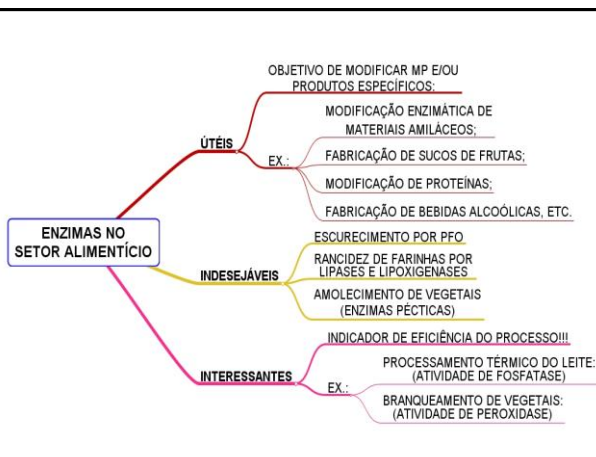 ENZIMAS NO
SETOR ALIMENTÍCIO
ÚTÉIS
OBJETIVO DE MODIFICAR MP E/OU
PRODUTOS ESPECÍFICOS:
EX.:
MODIFICAÇÃO ENZIMÁTICA DE
MATERIAIS AMILÁCEOS;
FABRICAÇÃO DE SUCOS DE FRUTAS;
MODIFICAÇÃO DE PROTEÍNAS;
FABRICAÇÃO DE BEBIDAS ALCOÓLICAS, ETC.
INDESEJÁVEIS
ESCURECIMENTO POR PFO
RANCIDEZ DE FARINHAS POR
LIPASES E LIPOXIGENASES
AMOLECIMENTO DE VEGETAIS
(ENZIMAS PÉCTICAS)
INTERESSANTES
INDICADOR DE EFICIÊNCIA DO PROCESSO!!!
EX.:
PROCESSAMENTO TÉRMICO DO LEITE:
(ATIVIDADE DE FOSFATASE)
BRANQUEAMENTO DE VEGETAIS:
(ATIVIDADE DE PEROXIDASE)